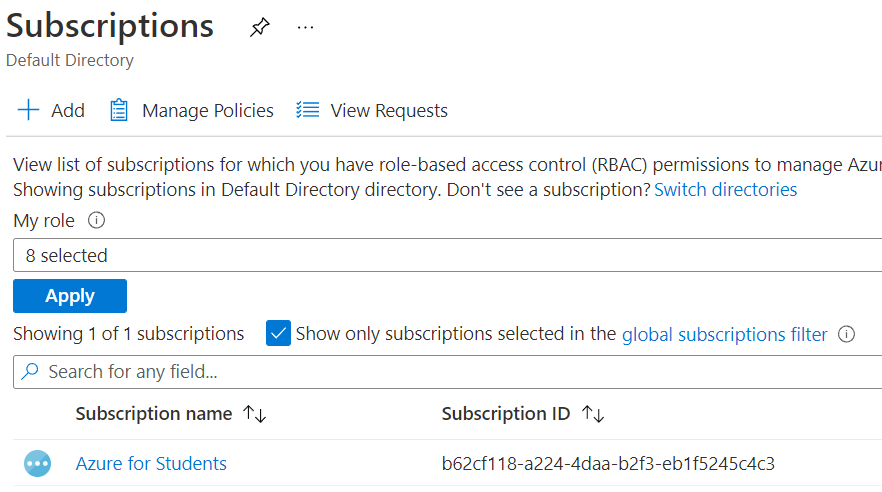 Subscriptions
Default Directory
Add Manage Policies View Requests
View list of subscriptions for which you have role-based access control (RBAC) permissions to manage Azur
Showing subscriptions in Default Directory directory. Don't see a subscription? Switch directories
My role
8 selected
Apply
Showing 1 of 1 subscriptions Show only subscriptions selected in the global subscriptions filter
Search for any field...
Subscription name Subscription ID
Azure for Students b62cf118-a224-4daa-b2f3-eb1f5245c4c3